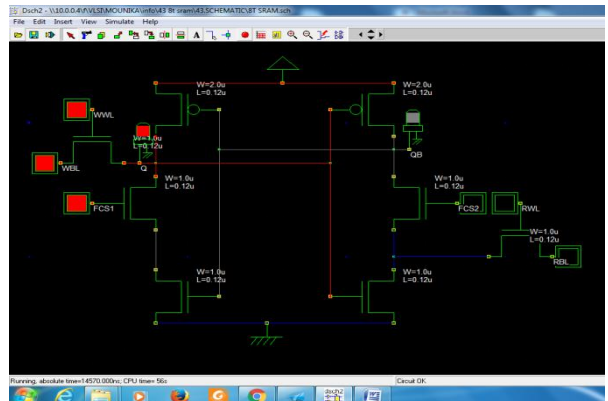 Dsch2 - \\10.0.0.4\f\VLSI\MOUNIKA\info\43 8t sram\43.SCHEMATIC\8T SRAM.sch
File Edit Insert View Simulate Help
A
W=2.0u
L=0.12u
W=2.0u
L=0.12u
WWL
W=1.0u
L=0.12u
WBL
Q
QB
W=1.0u
L=0.12u
W=1.0u
L=0.12u
FCS1
FCS2
RWL
W=1.0u
L=0.12u
RBL
W=1.0u
L=0.12u
W=1.0u
L=0.12u
Running, absolute time=14570.000ns; CPU time= 56s
Circuit OK
dsch2